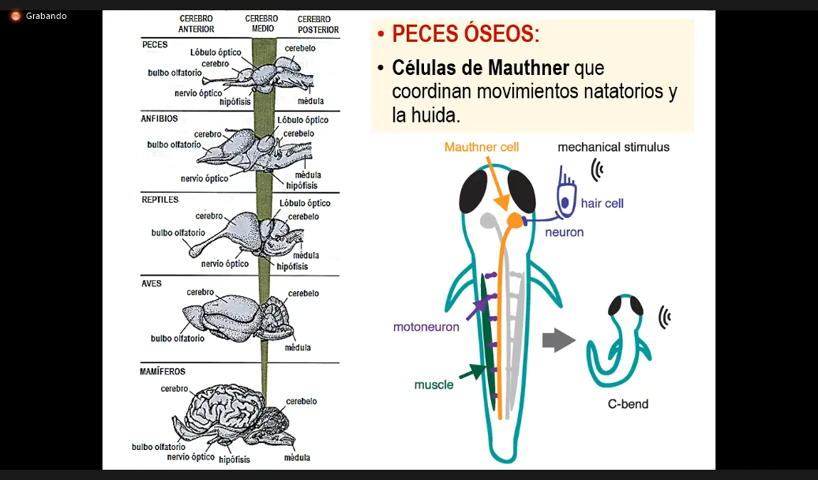 Grabando
CEREBRO ANTERIOR
CEREBRO MEDIO
CEREBRO POSTERIOR
PECES
Lóbulo óptico
cerebelo
cerebro
bulbo olfatorio
nervio óptico
hipófisis
médula
ANFIBIOS
Lóbulo óptico
cerebro
cerebelo
bulbo olfatorio
médula
nervio óptico
hipófisis
REPTILES
Lóbulo óptico
cerebro
cerebelo
bulbo olfatorio
médula
nervio óptico
hipófisis
AVES
cerebro
cerebelo
bulbo olfatorio
médula
MAMÍFEROS
cerebro
cerebelo
bulbo olfatorio
nervio óptico
hipófisis
médula
• PECES ÓSEOS:
• Células de Mauthner que
coordinan movimientos natatorios y
la huida.
Mauthner cell
mechanical stimulus
hair cell
neuron
motoneuron
muscle
C-bend